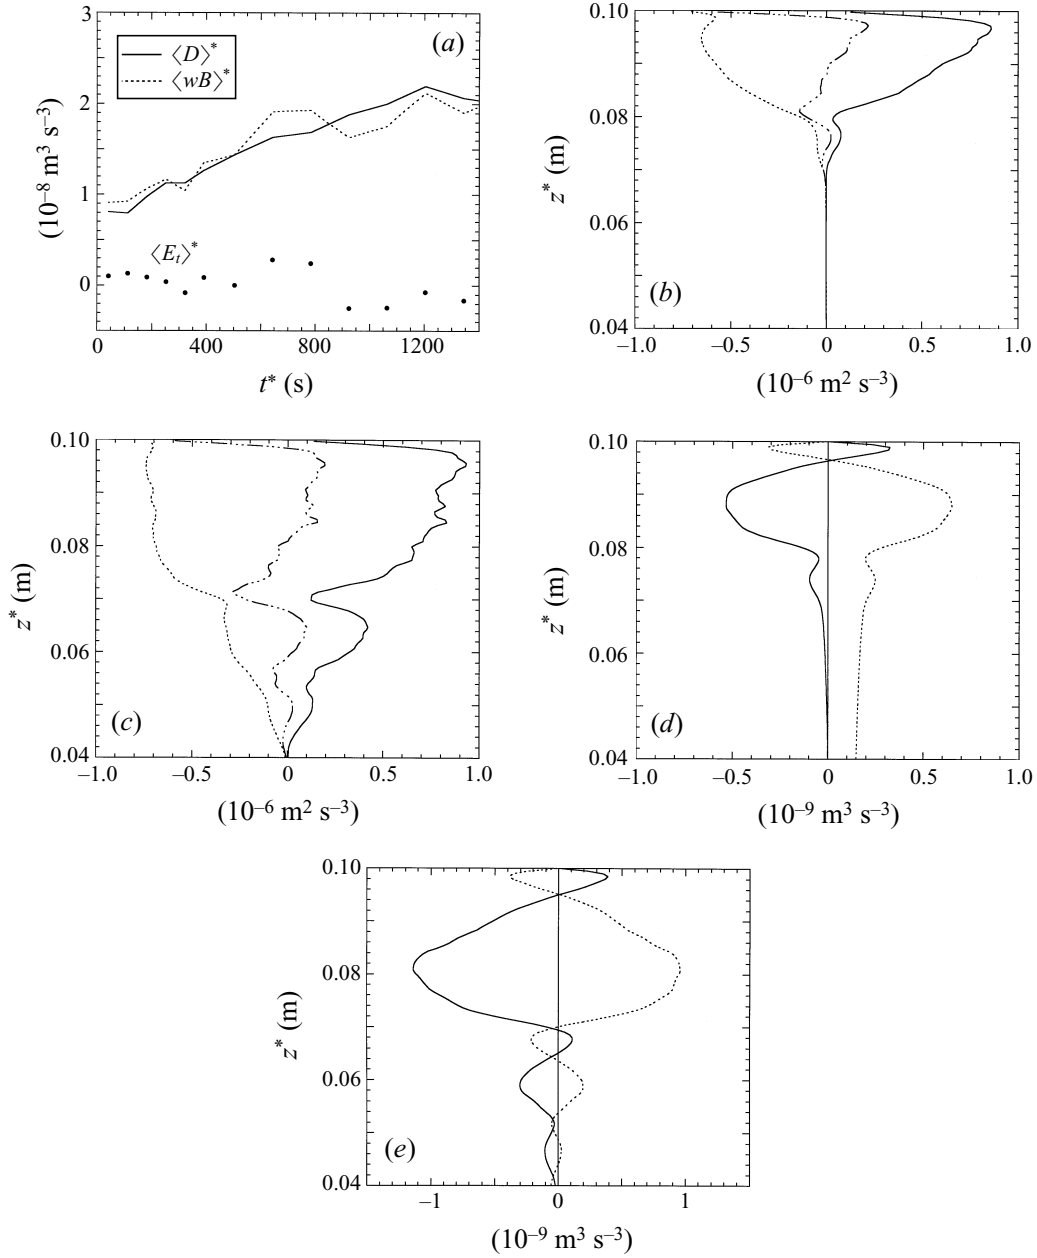 3
2
1
0
(a)
⟨D⟩*
⟨wB⟩*
⟨E_t⟩*
(10⁻⁸ m³ s⁻³)
0 400 800 1200
t* (s)
0.10
0.08
0.06
0.04
z* (m)
(b)
–1.0 –0.5 0 0.5 1.0
(10⁻⁶ m² s⁻³)
0.10
0.08
0.06
0.04
z* (m)
(c)
–1.0 –0.5 0 0.5 1.0
(10⁻⁶ m² s⁻³)
0.10
0.08
0.06
0.04
z* (m)
(d)
–1.0 –0.5 0 0.5 1.0
(10⁻⁹ m³ s⁻³)
0.10
0.08
0.06
0.04
z* (m)
(e)
–1 0 1
(10⁻⁹ m³ s⁻³)